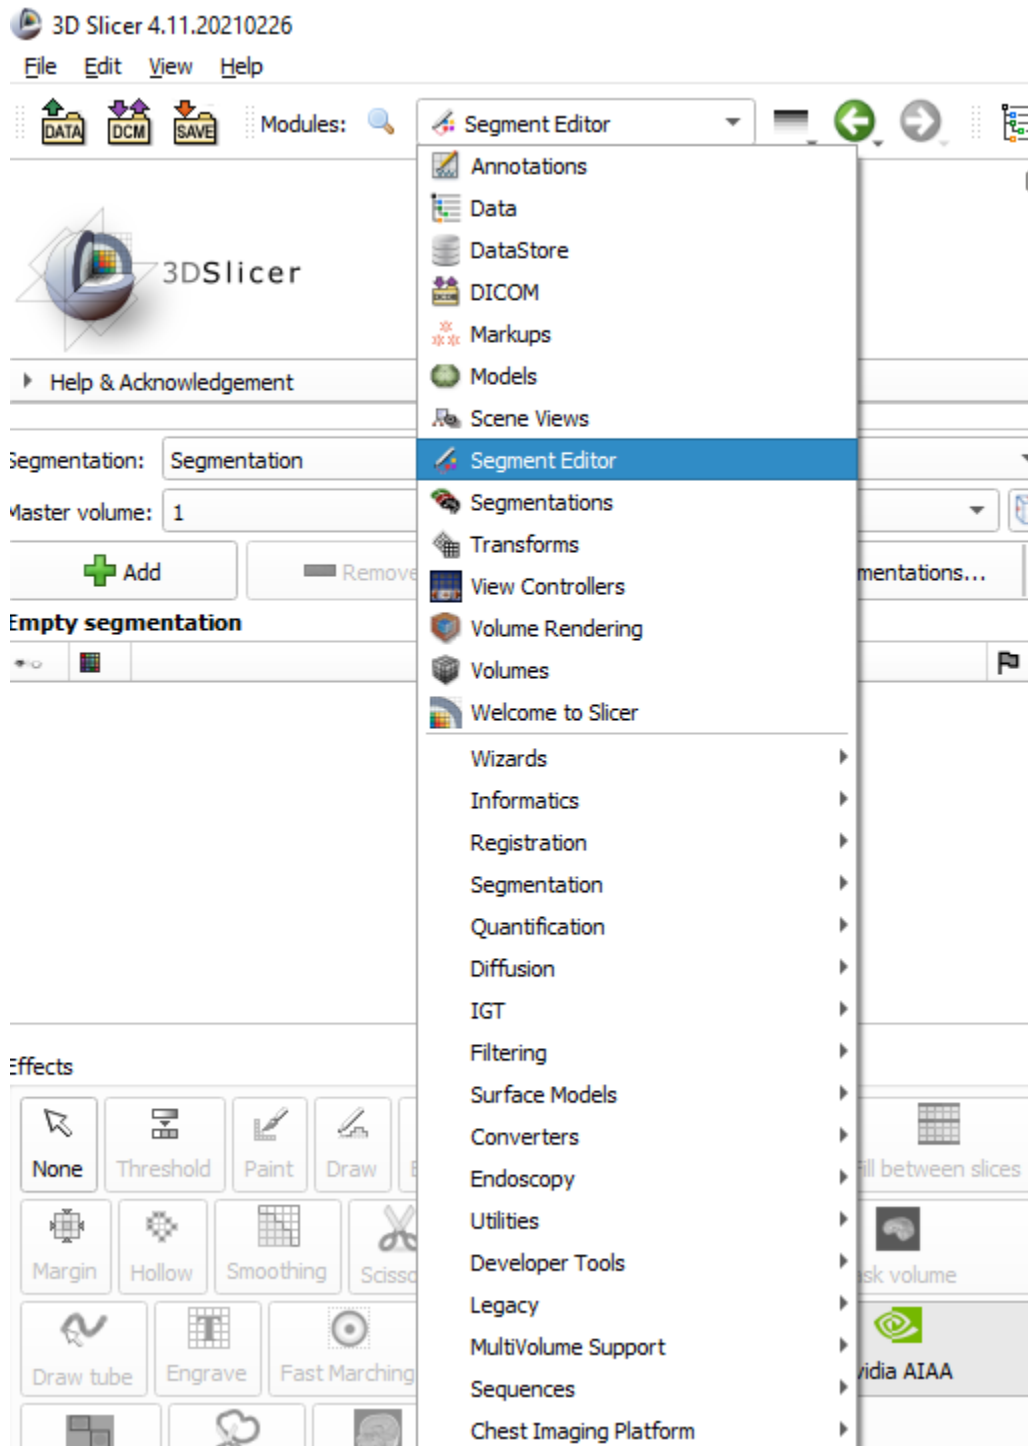 3D Slicer 4.11.20210226
File Edit View Help
DATA DCM SAVE Modules: Segment Editor
Annotations
Data
DataStore
DICOM
Markups
Models
Scene Views
Segment Editor
Segmentations
Transforms
View Controllers
Volume Rendering
Volumes
Welcome to Slicer
Wizards
Informatics
Registration
Segmentation
Quantification
Diffusion
IGT
Filtering
Surface Models
Converters
Endoscopy
Utilities
Developer Tools
Legacy
MultiVolume Support
Sequences
Chest Imaging Platform
3DSlicer
Help & Acknowledgement
Segmentation: Segmentation
Master volume: 1
Add Remove mentations...
Empty segmentation
Effects
None Threshold Paint Draw ill between slices
Margin Hollow Smoothing Scisso ask volume
Draw tube Engrave Fast Marching vidia AIAA